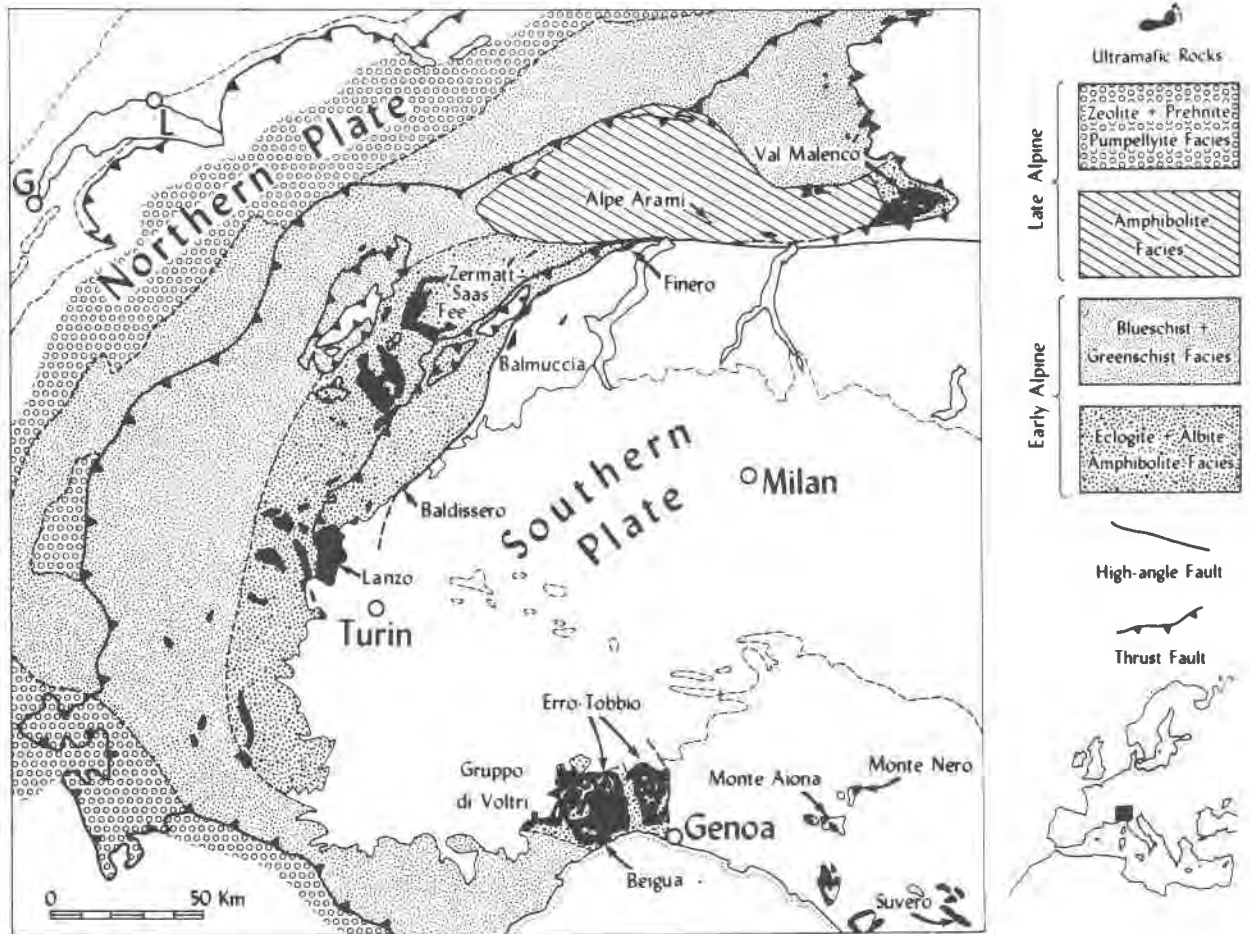 Northern Plate
L
G
Val Malenco
Alpe Arami
Zermatt-
Saas
Fee
Finero
Balmuccia
Southern
Plate
Milan
Baldissero
Lanzo
Turin
Erro-Tobbio
Gruppo
di Voltri
Monte Aiona
Monte Nero
Genoa
Beigua
Suvero
0 50 Km
Ultramafic Rocks
Late Alpine
Zeolite + Prehnite
Pumpellyite Facies
Amphibolite
Facies
Early Alpine
Blueschist +
Greenschist Facies
Eclogite + Albite
Amphibolite Facies
High-angle Fault
Thrust Fault